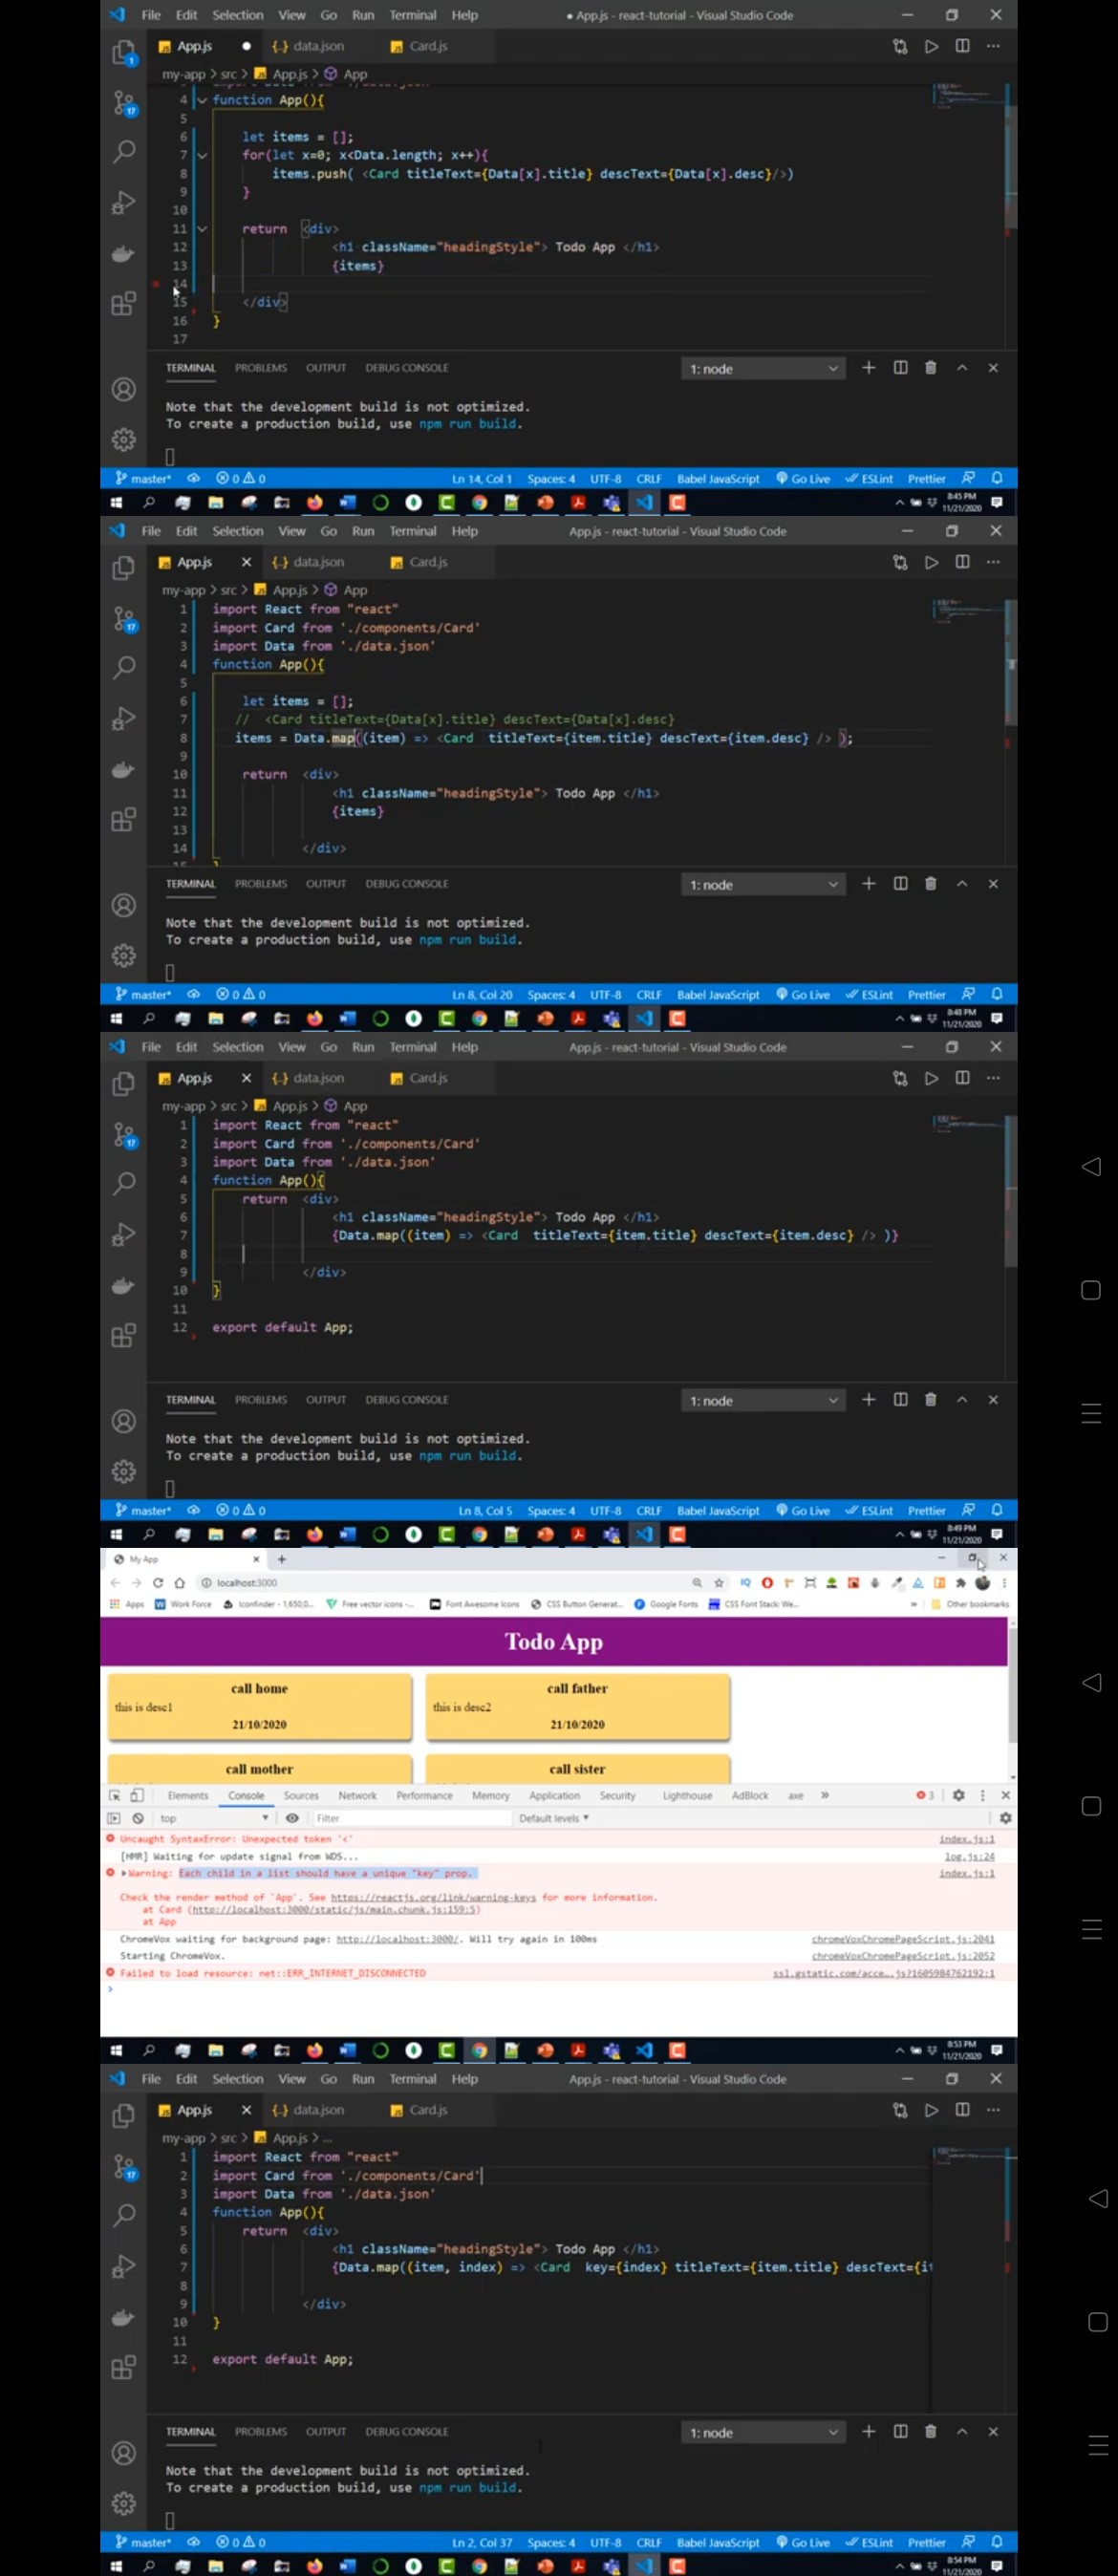 File Edit Selection View Go Run Terminal Help ● App.js - react-tutorial - Visual Studio Code
App.js ● {..} data.json Card.js
1
my-app > src > App.js > App
4 function App(){
17
5
6 let items = [];
7 for(let x=0; x<Data.length; x++){
8 items.push( <Card titleText={Data[x].title} descText={Data[x].desc}/>)
9 }
10
11 return <div>
12 <h1 className="headingStyle"> Todo App </h1>
13 {items}
14
15 </div>
16 }
17
TERMINAL PROBLEMS OUTPUT DEBUG CONSOLE 1: node
Note that the development build is not optimized.
To create a production build, use npm run build.
master* 0 0 Ln 14, Col 1 Spaces: 4 UTF-8 CRLF Babel JavaScript Go Live ESLint Prettier
8:45 PM
11/21/2020
File Edit Selection View Go Run Terminal Help App.js - react-tutorial - Visual Studio Code
App.js × {..} data.json Card.js
my-app > src > App.js > App
1 import React from "react"
2 import Card from './components/Card'
17
3 import Data from './data.json'
4 function App(){
5
6 let items = [];
7 // <Card titleText={Data[x].title} descText={Data[x].desc}
8 items = Data.map((item) => <Card titleText={item.title} descText={item.desc} /> );
9
10 return <div>
11 <h1 className="headingStyle"> Todo App </h1>
12 {items}
13
14 </div>
15 }
TERMINAL PROBLEMS OUTPUT DEBUG CONSOLE 1: node
Note that the development build is not optimized.
To create a production build, use npm run build.
master* 0 0 Ln 8, Col 20 Spaces: 4 UTF-8 CRLF Babel JavaScript Go Live ESLint Prettier
8:48 PM
11/21/2020
File Edit Selection View Go Run Terminal Help App.js - react-tutorial - Visual Studio Code
App.js × {..} data.json Card.js
my-app > src > App.js > App
1 import React from "react"
2 import Card from './components/Card'
17
3 import Data from './data.json'
4 function App(){
5 return <div>
6 <h1 className="headingStyle"> Todo App </h1>
7 {Data.map((item) => <Card titleText={item.title} descText={item.desc} /> )}
8
9 </div>
10 }
11
12 export default App;
TERMINAL PROBLEMS OUTPUT DEBUG CONSOLE 1: node
Note that the development build is not optimized.
To create a production build, use npm run build.
master* 0 0 Ln 8, Col 5 Spaces: 4 UTF-8 CRLF Babel JavaScript Go Live ESLint Prettier
8:49 PM
11/21/2020
My App
localhost:3000
Apps Work Force Iconfinder - 1,650,0... Free vector icons -... Font Awesome Icons CSS Button Generat... Google Fonts CSS Font Stack: We... » Other bookmarks
Todo App
call home call father
this is desc1 this is desc2
21/10/2020 21/10/2020
call mother call sister
Elements Console Sources Network Performance Memory Application Security Lighthouse AdBlock axe » 3
top Filter Default levels
Uncaught SyntaxError: Unexpected token '<' index.js:1
[HMR] Waiting for update signal from WDS... log.js:24
Warning: Each child in a list should have a unique "key" prop. index.js:1
Check the render method of `App`. See https://reactjs.org/link/warning-keys for more information.
at Card (http://localhost:3000/static/js/main.chunk.js:159:5)
at App
ChromeVox waiting for background page: http://localhost:3000/. Will try again in 100ms chromeVoxChromePageScript.js:2041
Starting ChromeVox. chromeVoxChromePageScript.js:2052
Failed to load resource: net::ERR_INTERNET_DISCONNECTED ssl.gstatic.com/acce….js?1605984762192:1
8:53 PM
11/21/2020
File Edit Selection View Go Run Terminal Help App.js - react-tutorial - Visual Studio Code
App.js × {..} data.json Card.js
my-app > src > App.js > ...
1 import React from "react"
2 import Card from './components/Card'
17
3 import Data from './data.json'
4 function App(){
5 return <div>
6 <h1 className="headingStyle"> Todo App </h1>
7 {Data.map((item, index) => <Card key={index} titleText={item.title} descText={it
8
9 </div>
10 }
11
12 export default App;
TERMINAL PROBLEMS OUTPUT DEBUG CONSOLE 1: node
Note that the development build is not optimized.
To create a production build, use npm run build.
master* 0 0 Ln 2, Col 37 Spaces: 4 UTF-8 CRLF Babel JavaScript Go Live ESLint Prettier
8:54 PM
11/21/2020